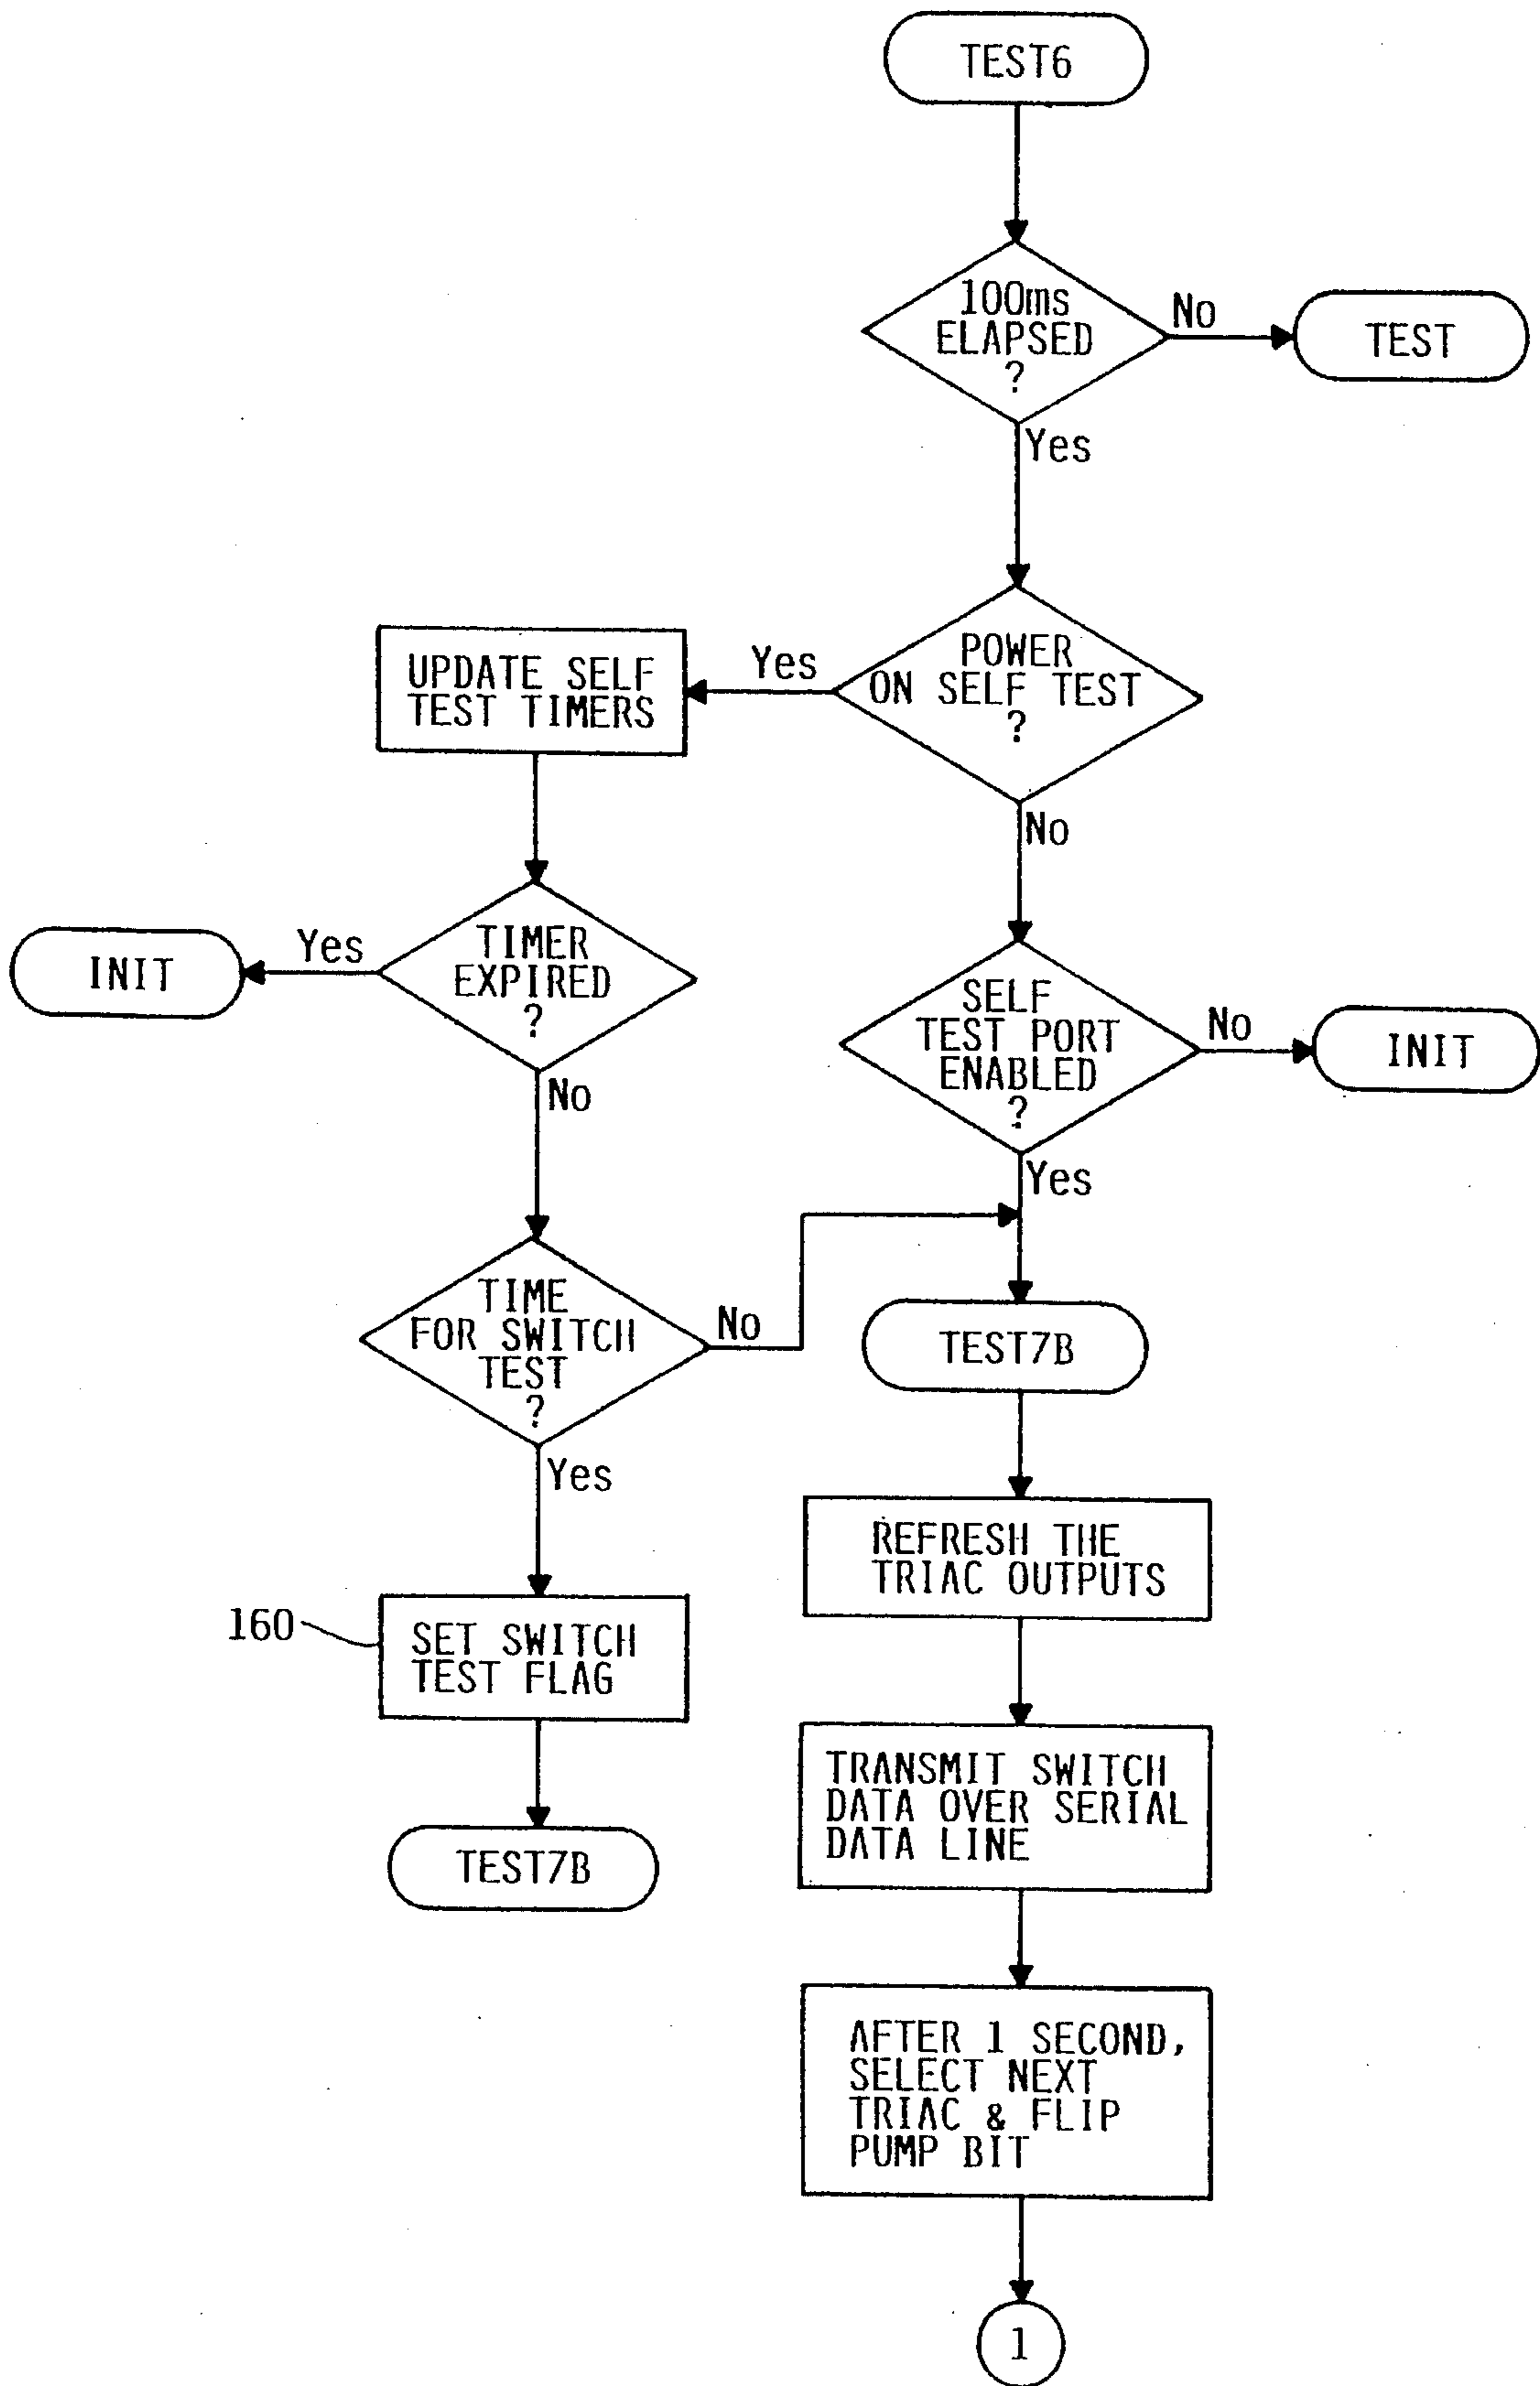 TEST6
100ms
ELAPSED
?
No
TEST
Yes
POWER
ON SELF TEST
?
Yes
UPDATE SELF
TEST TIMERS
No
TIMER
EXPIRED
?
Yes
INIT
No
SELF
TEST PORT
ENABLED
?
No
INIT
Yes
TIME
FOR SWITCH
TEST
?
No
Yes
TEST7B
160
SET SWITCH
TEST FLAG
TEST7B
REFRESH THE
TRIAC OUTPUTS
TRANSMIT SWITCH
DATA OVER SERIAL
DATA LINE
AFTER 1 SECOND,
SELECT NEXT
TRIAC & FLIP
PUMP BIT
1